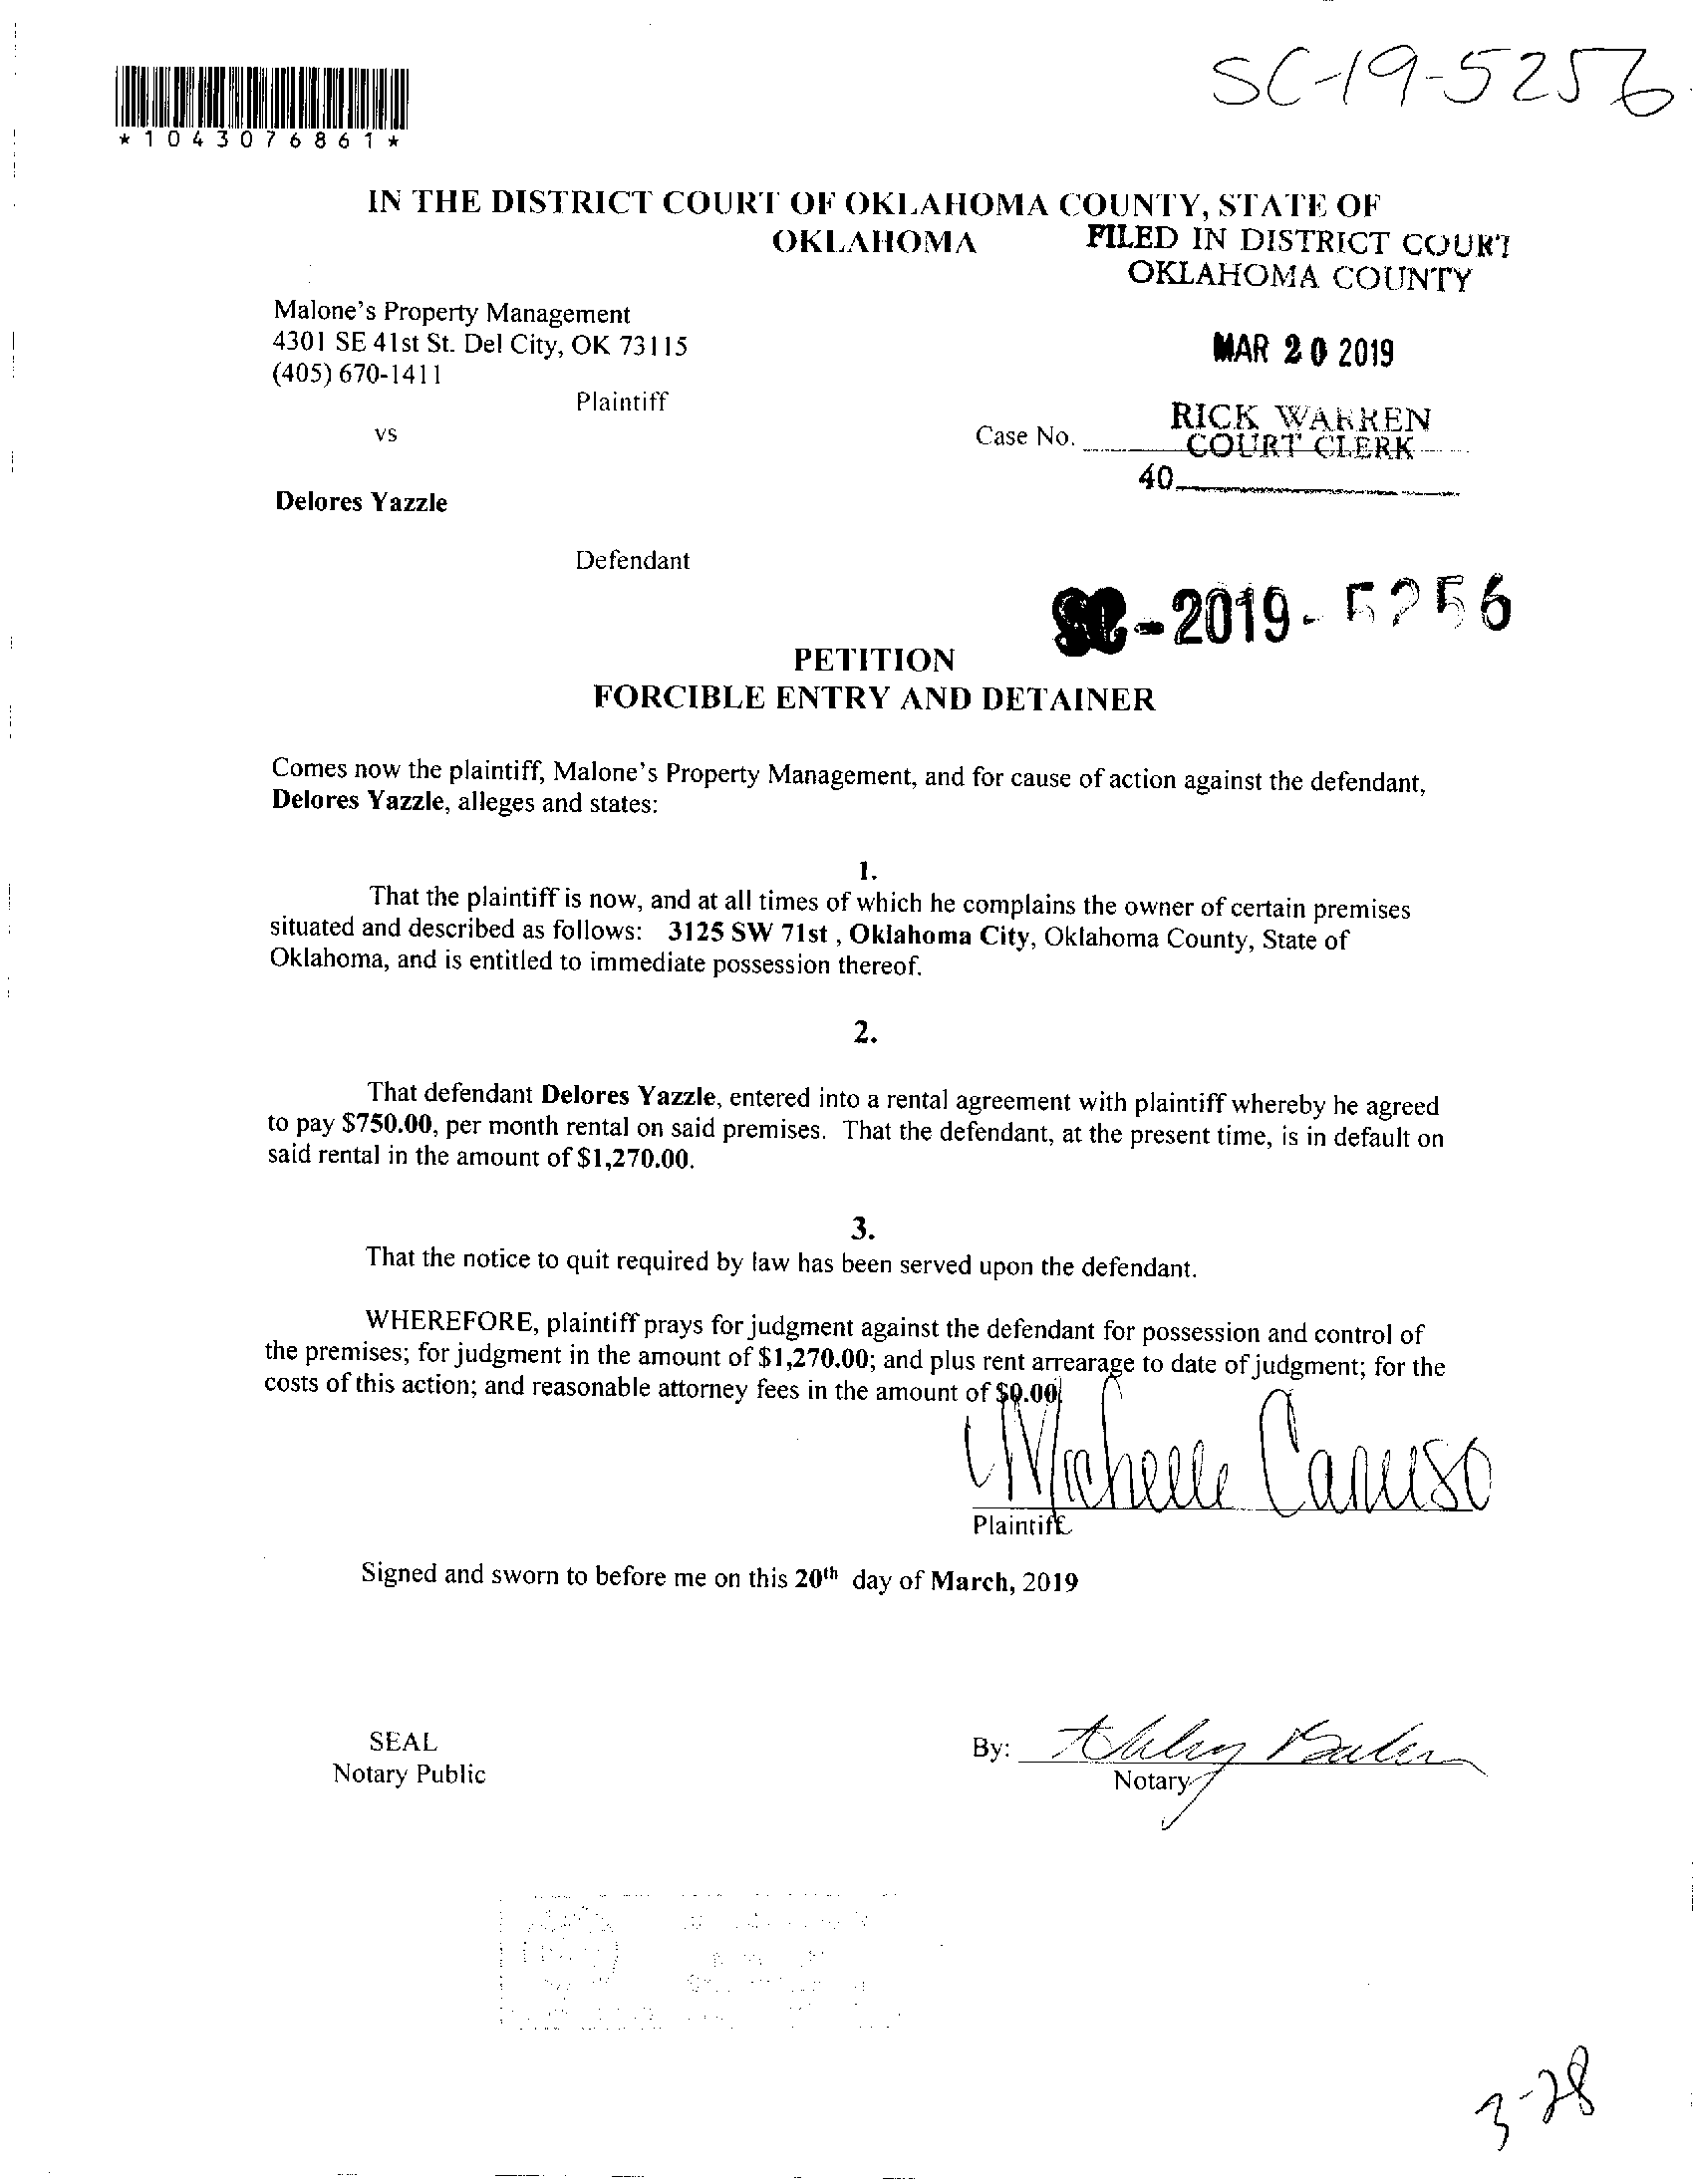 SC-19-5256
*1043076861*
IN THE DISTRICT COURT OF OKLAHOMA COUNTY, STATE OF
OKLAHOMA
FILED IN DISTRICT COURT
OKLAHOMA COUNTY
Malone's Property Management
4301 SE 41st St. Del City, OK 73115
(405) 670-1411
MAR 20 2019
Plaintiff
vs
Case No.
RICK WARREN
COURT CLERK
40
Delores Yazzle
Defendant
SC-2019-5256
PETITION
FORCIBLE ENTRY AND DETAINER
Comes now the plaintiff, Malone's Property Management, and for cause of action against the defendant,
Delores Yazzle, alleges and states:
1.
That the plaintiff is now, and at all times of which he complains the owner of certain premises
situated and described as follows: 3125 SW 71st , Oklahoma City, Oklahoma County, State of
Oklahoma, and is entitled to immediate possession thereof.
2.
That defendant Delores Yazzle, entered into a rental agreement with plaintiff whereby he agreed
to pay $750.00, per month rental on said premises. That the defendant, at the present time, is in default on
said rental in the amount of $1,270.00.
3.
That the notice to quit required by law has been served upon the defendant.
WHEREFORE, plaintiff prays for judgment against the defendant for possession and control of
the premises; for judgment in the amount of $1,270.00; and plus rent arrearage to date of judgment; for the
costs of this action; and reasonable attorney fees in the amount of $0.00.
Michelle Caruso
Plaintiff
Signed and sworn to before me on this 20th day of March, 2019
SEAL
Notary Public
By:
Notary
3-28